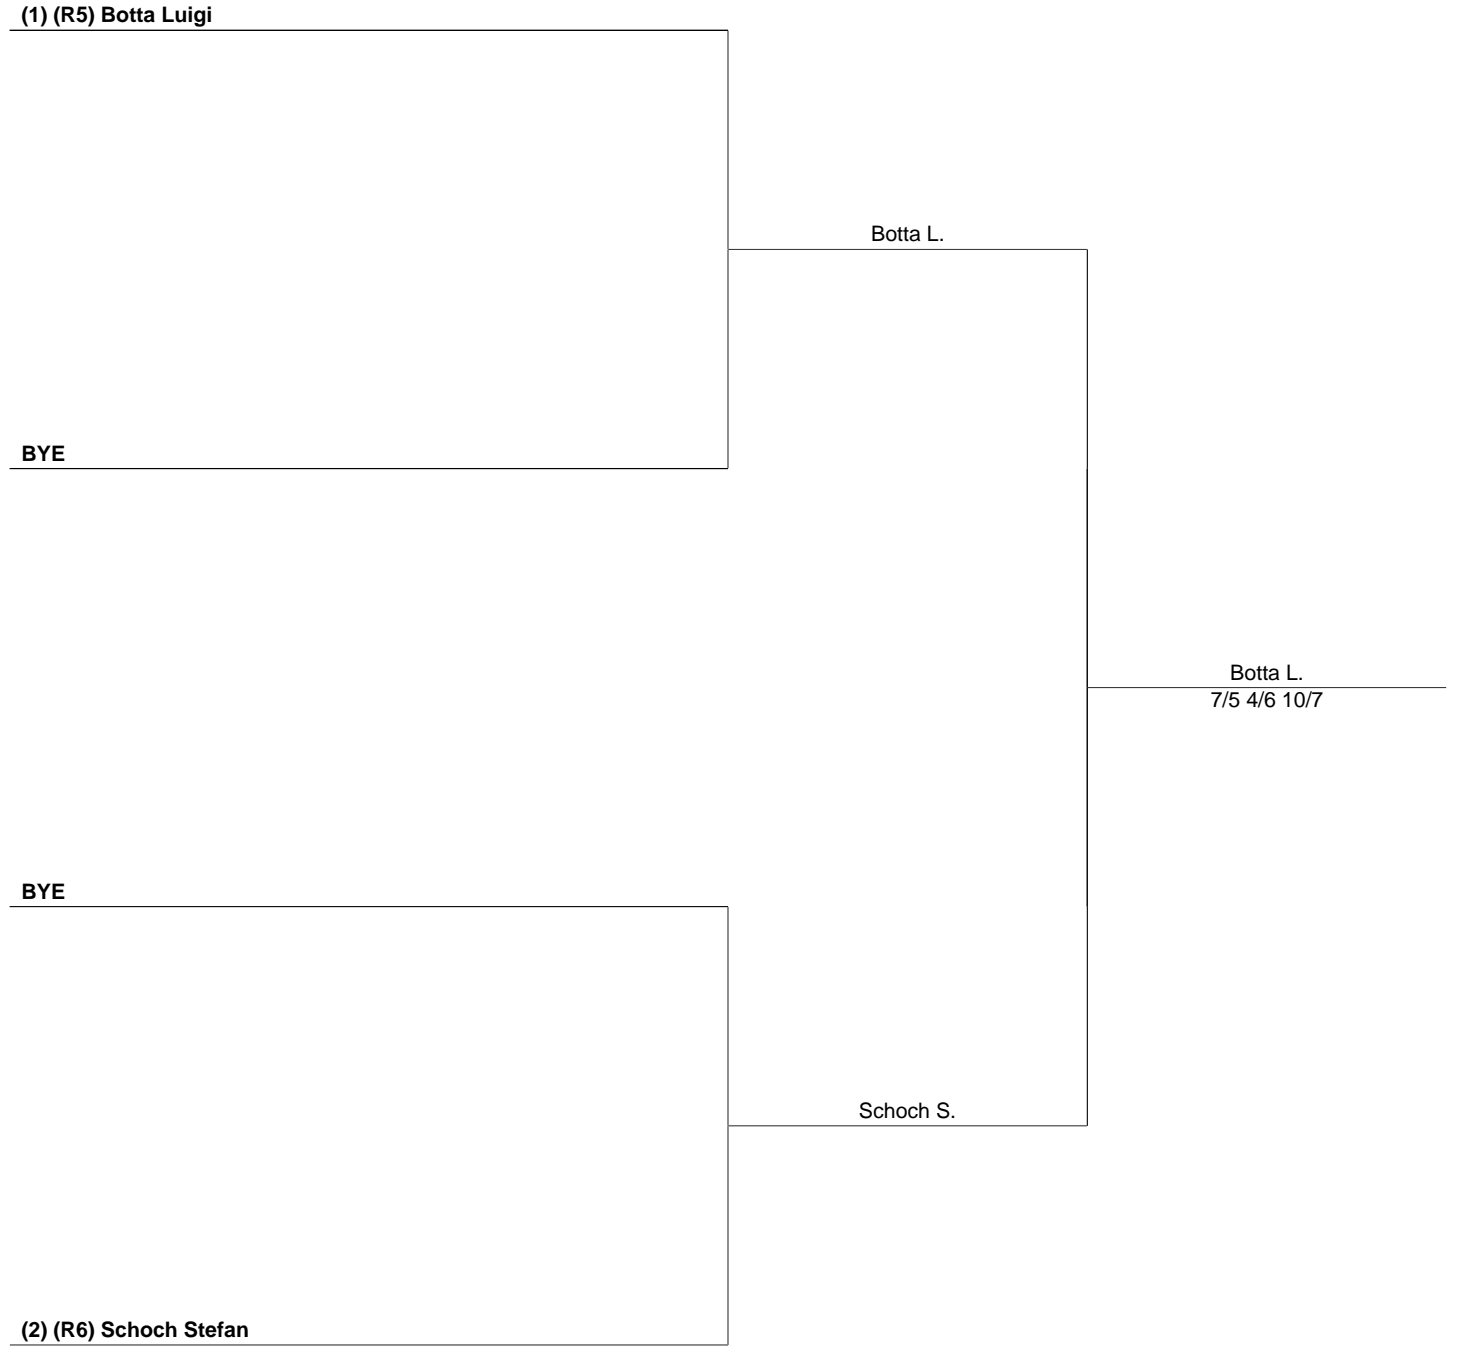 (1) (R5) Botta Luigi
Botta L.
BYE
Botta L.
7/5 4/6 10/7
BYE
Schoch S.
(2) (R6) Schoch Stefan